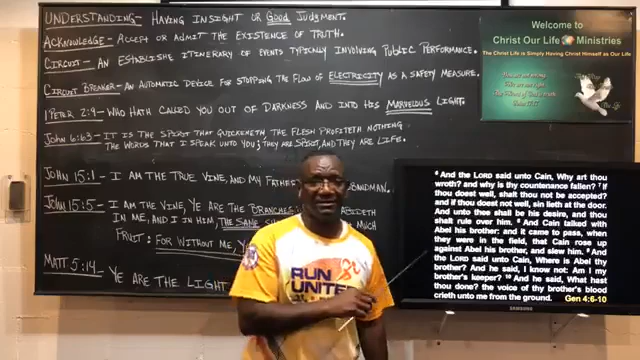 UNDERSTANDING- HAVING INSIGHT OR GOOD JUDGMENT.
ACKNOWLEDGE- ACCEPT OR ADMIT THE EXISTENCE OF TRUTH.
CIRCUIT- AN ESTABLISHE ITINERARY OF EVENTS TYPICALLY INVOLVING PUBLIC PERFORMANCE.
CIRCUIT BREAKER- AN AUTOMATIC DEVICE FOR STOPPING THE FLOW OF ELECTRICITY AS A SAFETY MEASURE.
1 PETER 2:9- WHO HATH CALLED YOU OUT OF DARKNESS AND INTO HIS MARVELOUS LIGHT.
JOHN 6:63- IT IS THE SPIRIT THAT QUICKENETH THE FLESH PROFITETH NOTHING
THE WORDS THAT I SPEAK UNTO YOU; THEY ARE SPIRIT, AND THEY ARE LIFE.
JOHN 15:1- I AM THE TRUE VINE, AND MY FATHER BANDMAN.
JOHN 15:5- I AM THE VINE, YE ARE THE BRANCHES ABIDETH
IN ME, AND I IN HIM, THE SAME MUCH
FRUIT: FOR WITHOUT ME,
MATT 5:14- YE ARE THE LIGHT
Welcome to
Christ Our Life Ministries
The Christ Life is Simply Having Christ Himself as Our Life
The Way
The Life
6 And the LORD said unto Cain, Why art thou
wroth? and why is thy countenance fallen? 7 If
thou doest well, shalt thou not be accepted?
and if thou doest not well, sin lieth at the door.
And unto thee shall be his desire, and thou
shalt rule over him. 8 And Cain talked with
Abel his brother: and it came to pass, when
they were in the field, that Cain rose up
against Abel his brother, and slew him. 9 And
the LORD said unto Cain, Where is Abel thy
brother? And he said, I know not: Am I my
brother's keeper? 10 And he said, What hast
thou done? the voice of thy brother's blood
crieth unto me from the ground. Gen 4:6-10
SAMSUNG
RUN
UNITED